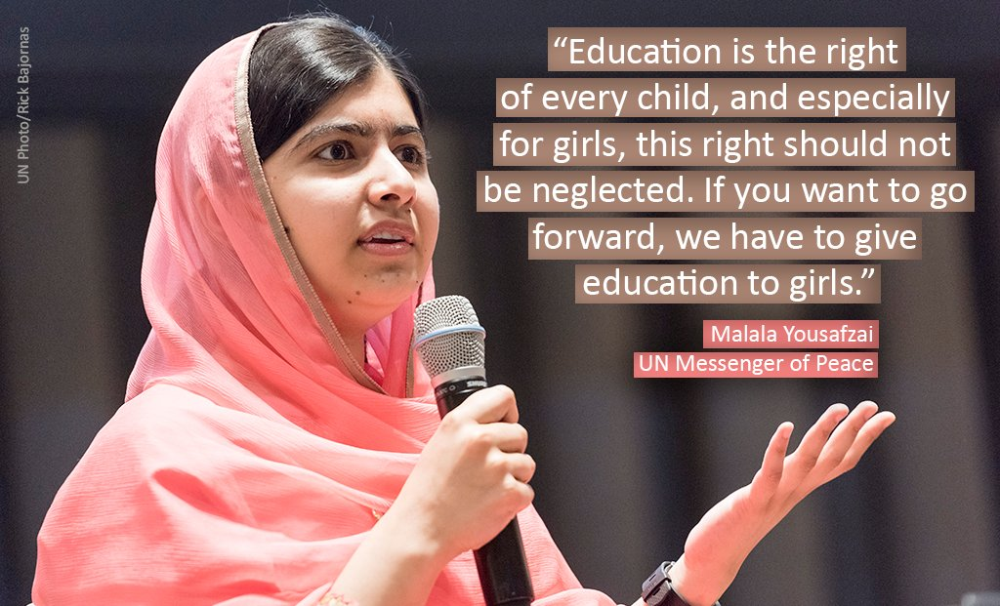 UN Photo/Rick Bajornas
“Education is the right
of every child, and especially
for girls, this right should not
be neglected. If you want to go
forward, we have to give
education to girls.”
Malala Yousafzai
UN Messenger of Peace
SHURE